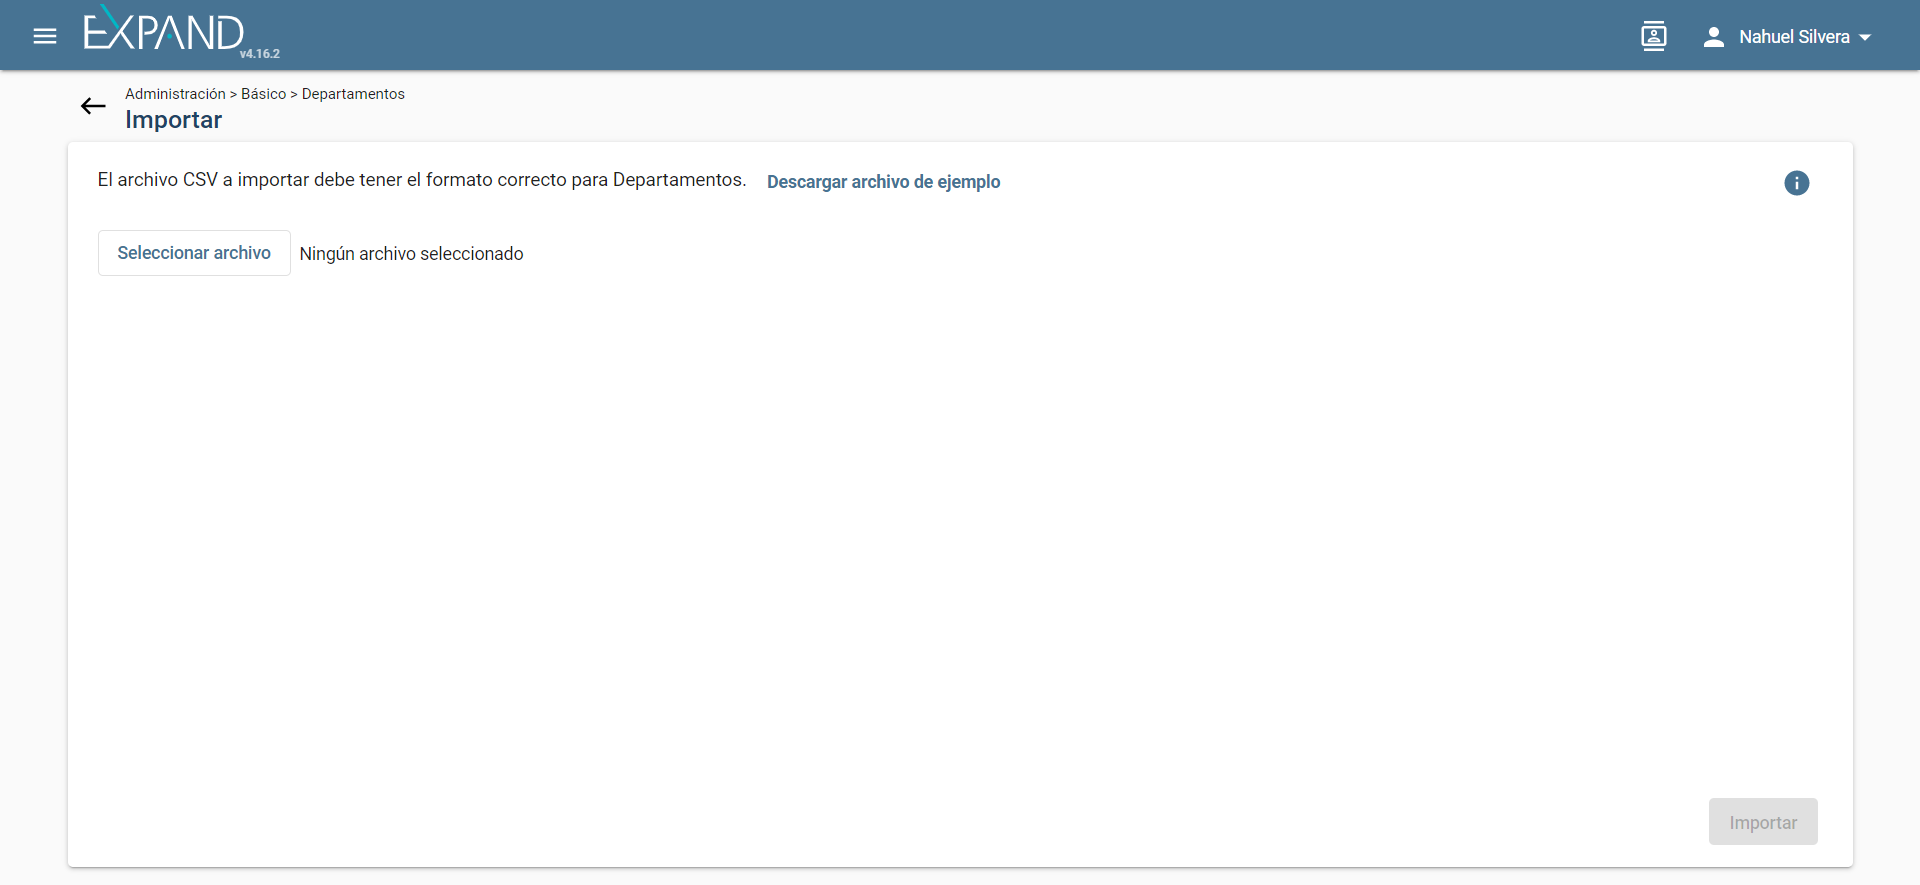 EXPAND
v4.16.2
Nahuel Silvera
Administración > Básico > Departamentos
Importar
El archivo CSV a importar debe tener el formato correcto para Departamentos. Descargar archivo de ejemplo
Seleccionar archivo Ningún archivo seleccionado
Importar